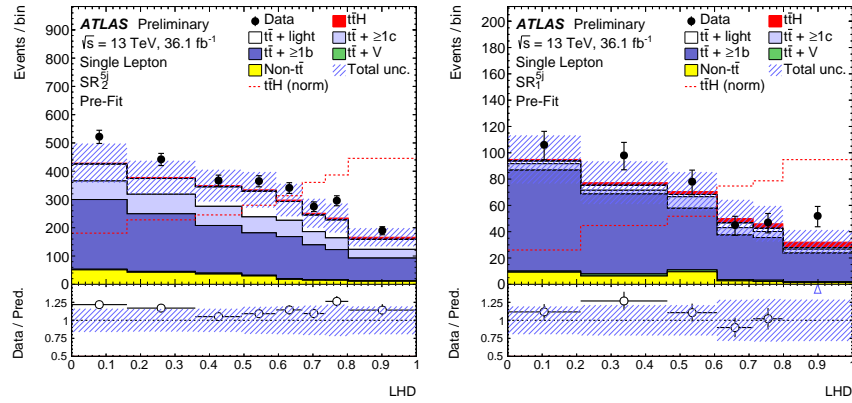 ATLAS Preliminary
√s = 13 TeV, 36.1 fb⁻¹
Single Lepton
SR₂⁵ʲ
Pre-Fit
Data
tt̄H
tt̄ + light
tt̄ + ≥1c
tt̄ + ≥1b
tt̄ + V
Non-tt̄
Total unc.
tt̄H (norm)
Events / bin
900
800
700
600
500
400
300
200
100
0
Data / Pred.
1.25
1
0.75
0.5
0 0.1 0.2 0.3 0.4 0.5 0.6 0.7 0.8 0.9 1
LHD
ATLAS Preliminary
√s = 13 TeV, 36.1 fb⁻¹
Single Lepton
SR₁⁵ʲ
Pre-Fit
Data
tt̄H
tt̄ + light
tt̄ + ≥1c
tt̄ + ≥1b
tt̄ + V
Non-tt̄
Total unc.
tt̄H (norm)
Events / bin
200
180
160
140
120
100
80
60
40
20
0
Data / Pred.
1.25
1
0.75
0.5
0 0.1 0.2 0.3 0.4 0.5 0.6 0.7 0.8 0.9 1
LHD